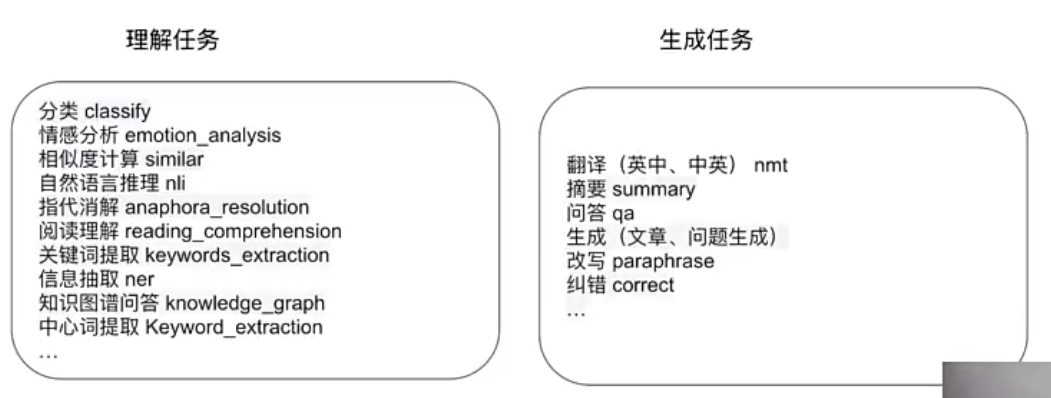 理解任务
分类 classify
情感分析 emotion_analysis
相似度计算 similar
自然语言推理 nli
指代消解 anaphora_resolution
阅读理解 reading_comprehension
关键词提取 keywords_extraction
信息抽取 ner
知识图谱问答 knowledge_graph
中心词提取 Keyword_extraction
…
生成任务
翻译（英中、中英） nmt
摘要 summary
问答 qa
生成（文章、问题生成）
改写 paraphrase
纠错 correct
…